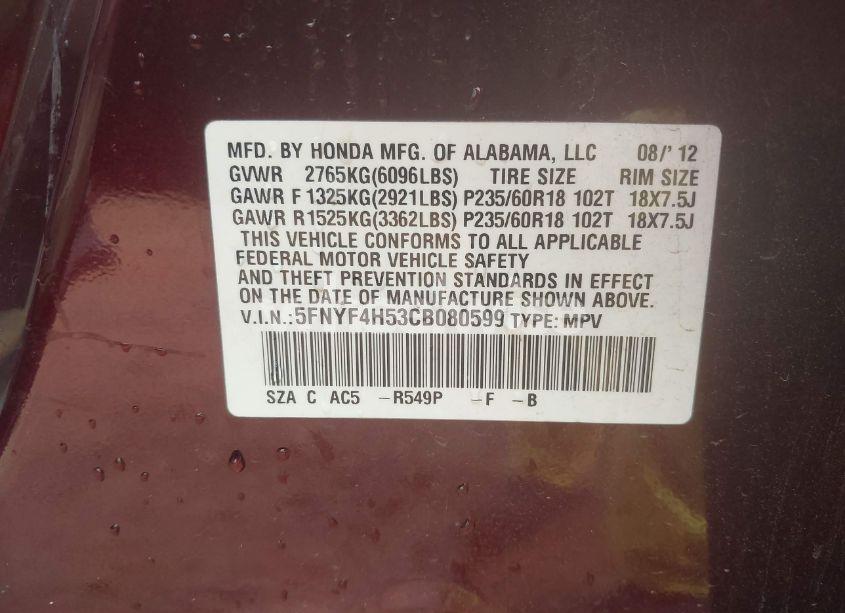 MFD. BY HONDA MFG. OF ALABAMA, LLC 08/' 12
GVWR 2765KG(6096LBS) TIRE SIZE RIM SIZE
GAWR F 1325KG(2921LBS) P235/60R18 102T 18X7.5J
GAWR R1525KG(3362LBS) P235/60R18 102T 18X7.5J
THIS VEHICLE CONFORMS TO ALL APPLICABLE
FEDERAL MOTOR VEHICLE SAFETY
AND THEFT PREVENTION STANDARDS IN EFFECT
ON THE DATE OF MANUFACTURE SHOWN ABOVE.
V.I.N.:5FNYF4H53CB080599 TYPE: MPV
SZA C AC5 -R549P -F -B